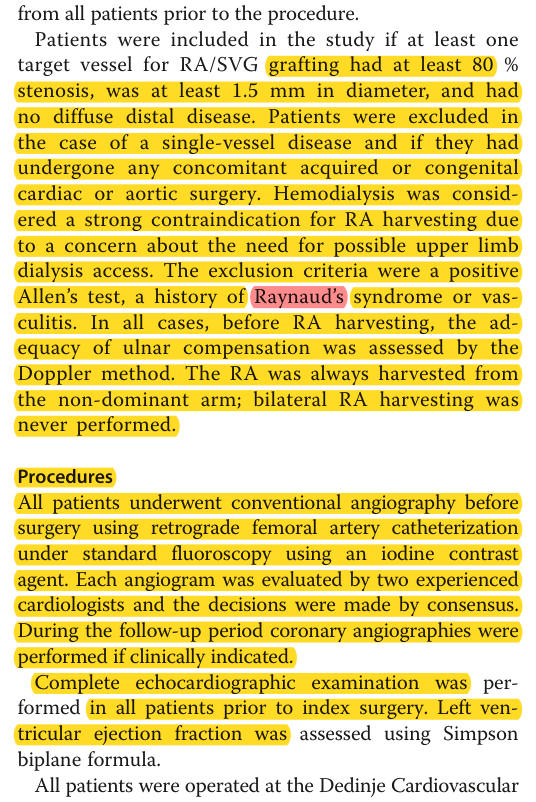 from all patients prior to the procedure.
Patients were included in the study if at least one
target vessel for RA/SVG grafting had at least 80 %
stenosis, was at least 1.5 mm in diameter, and had
no diffuse distal disease. Patients were excluded in
the case of a single-vessel disease and if they had
undergone any concomitant acquired or congenital
cardiac or aortic surgery. Hemodialysis was consid-
ered a strong contraindication for RA harvesting due
to a concern about the need for possible upper limb
dialysis access. The exclusion criteria were a positive
Allen’s test, a history of Raynaud’s syndrome or vas-
culitis. In all cases, before RA harvesting, the ad-
equacy of ulnar compensation was assessed by the
Doppler method. The RA was always harvested from
the non-dominant arm; bilateral RA harvesting was
never performed.
Procedures
All patients underwent conventional angiography before
surgery using retrograde femoral artery catheterization
under standard fluoroscopy using an iodine contrast
agent. Each angiogram was evaluated by two experienced
cardiologists and the decisions were made by consensus.
During the follow-up period coronary angiographies were
performed if clinically indicated.
Complete echocardiographic examination was per-
formed in all patients prior to index surgery. Left ven-
tricular ejection fraction was assessed using Simpson
biplane formula.
All patients were operated at the Dedinje Cardiovascular